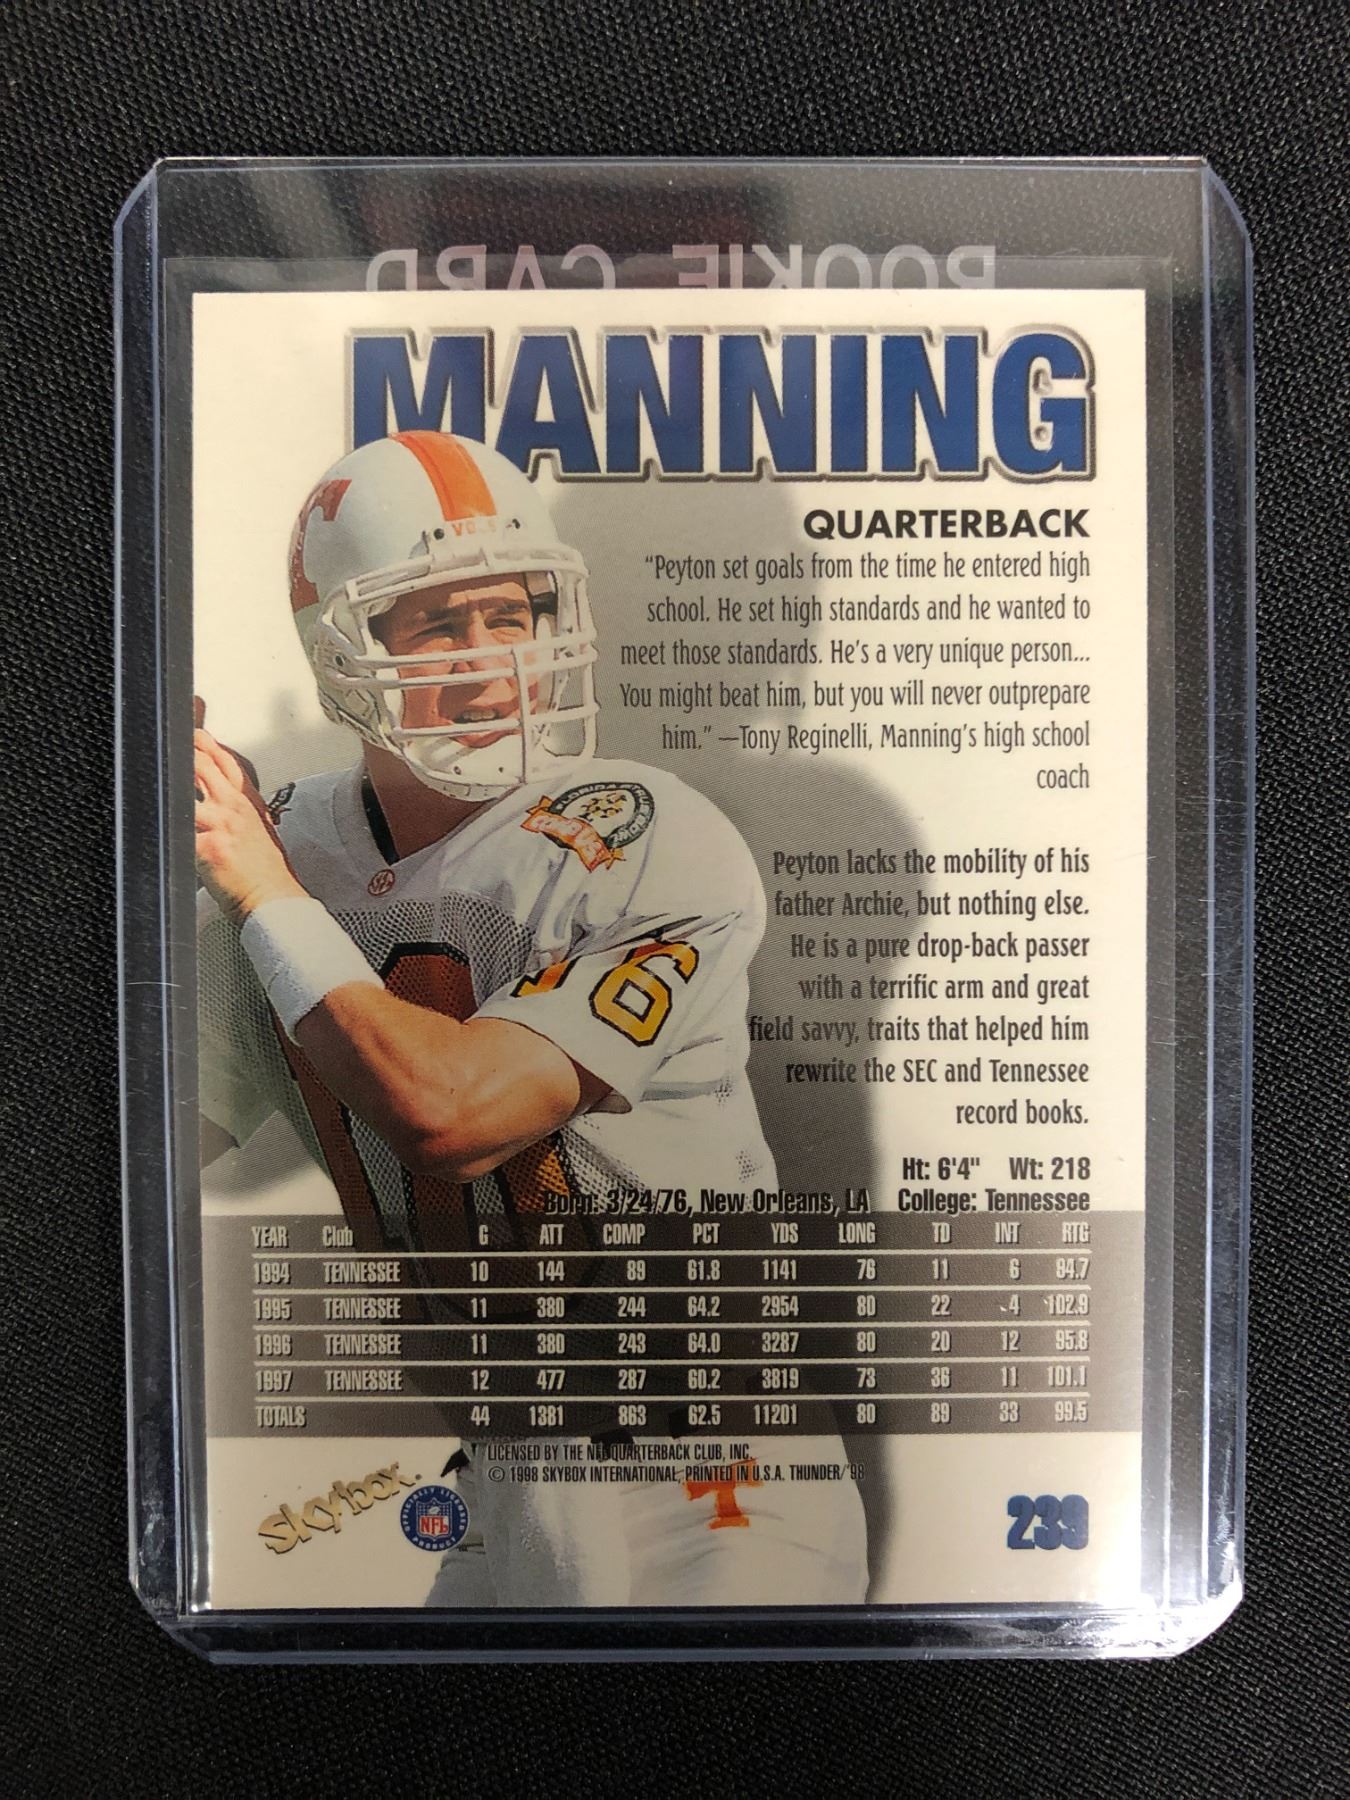 ROOKIE CARD
MANNING
QUARTERBACK
"Peyton set goals from the time he entered high
school. He set high standards and he wanted to
meet those standards. He's a very unique person...
You might beat him, but you will never outprepare
him." —Tony Reginelli, Manning's high school
coach
Peyton lacks the mobility of his
father Archie, but nothing else.
He is a pure drop-back passer
with a terrific arm and great
field savvy, traits that helped him
rewrite the SEC and Tennessee
record books.
Ht: 6'4" Wt: 218
Born: 3/24/76, New Orleans, LA College: Tennessee
YEAR Club G ATT COMP PCT YDS LONG TD INT RTG
1994 TENNESSEE 10 144 89 61.8 1141 76 11 6 94.7
1995 TENNESSEE 11 380 244 64.2 2954 80 22 4 102.9
1996 TENNESSEE 11 380 243 64.0 3287 80 20 12 95.8
1997 TENNESSEE 12 477 287 60.2 3819 73 36 11 101.1
TOTALS 44 1381 863 62.5 11201 80 89 33 99.5
LICENSED BY THE NFL QUARTERBACK CLUB, INC.
© 1998 SKYBOX INTERNATIONAL, PRINTED IN U.S.A. THUNDER/'98
Skybox.
OFFICIALLY LICENSED
NFL
PRODUCT
239
VOLS
T
FLORIDA CITRUS BOWL
16
T